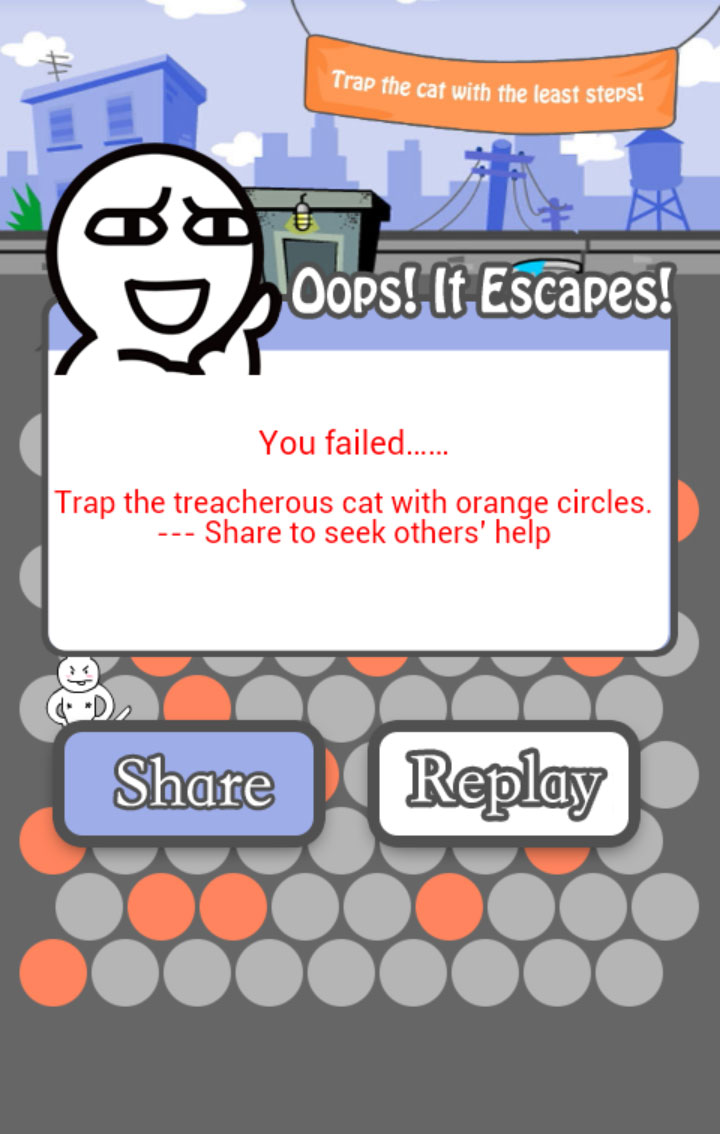 Trap the cat with the least steps!
Oops! It Escapes!
You failed......
Trap the treacherous cat with orange circles.
--- Share to seek others' help
Share
Replay